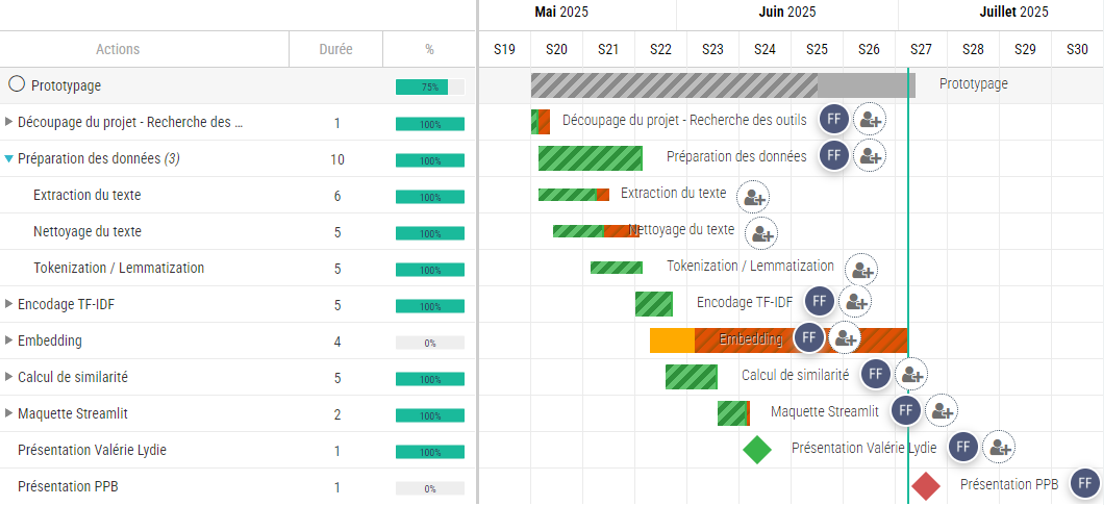 Mai 2025 Juin 2025 Juillet 2025
Actions Durée % S19 S20 S21 S22 S23 S24 S25 S26 S27 S28 S29 S30
Prototypage 75% Prototypage
Découpage du projet - Recherche des ... 1 100% Découpage du projet - Recherche des outils FF
Préparation des données (3) 10 100% Préparation des données FF
Extraction du texte 6 100% Extraction du texte
Nettoyage du texte 5 100% Nettoyage du texte
Tokenization / Lemmatization 5 100% Tokenization / Lemmatization
Encodage TF-IDF 5 100% Encodage TF-IDF FF
Embedding 4 0% Embedding FF
Calcul de similarité 5 100% Calcul de similarité FF
Maquette Streamlit 2 100% Maquette Streamlit FF
Présentation Valérie Lydie 1 100% Présentation Valérie Lydie FF
Présentation PPB 1 0% Présentation PPB FF